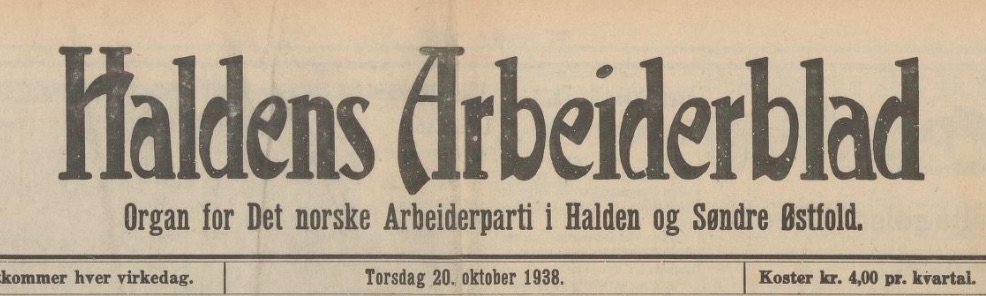 Haldens Arbeiderblad
Organ for Det norske Arbeiderparti i Halden og Søndre Østfold.
kommer hver virkedag. Torsdag 20. oktober 1938. Koster kr. 4,00 pr. kvartal.